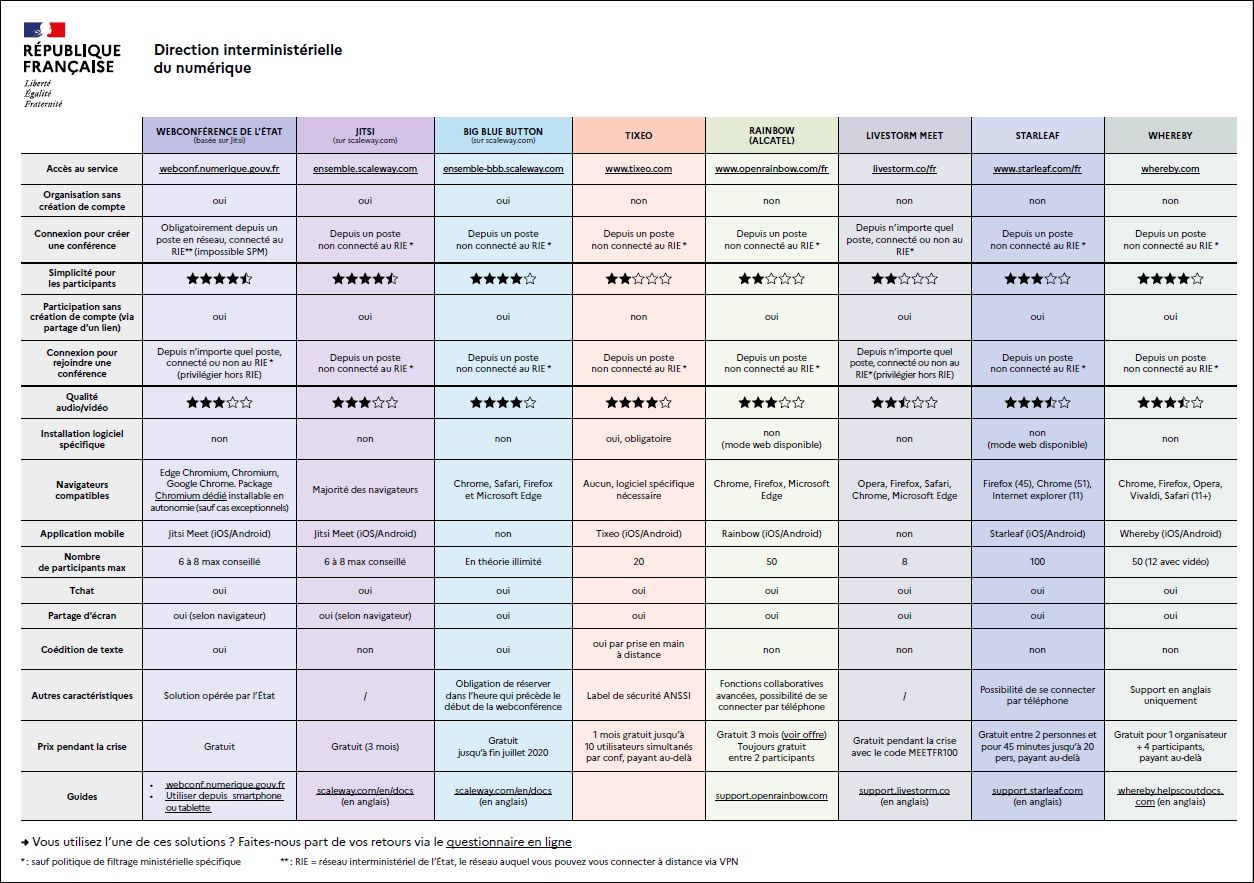 RÉPUBLIQUE
FRANÇAISE
Liberté
Égalité
Fraternité
Direction interministérielle
du numérique
WEBCONFÉRENCE DE L'ÉTAT
(basée sur Jitsi)
JITSI
(sur scaleway.com)
BIG BLUE BUTTON
(sur scaleway.com)
TIXEO
RAINBOW
(ALCATEL)
LIVESTORM MEET
STARLEAF
WHEREBY
Accès au service
webconf.numerique.gouv.fr
ensemble.scaleway.com
ensemble-bbb.scaleway.com
www.tixeo.com
www.openrainbow.com/fr
livestorm.co/fr
www.starleaf.com/fr
whereby.com
Organisation sans
création de compte
oui
oui
oui
non
non
non
non
non
Connexion pour créer
une conférence
Obligatoirement depuis un
poste en réseau, connecté au
RIE** (impossible SPM)
Depuis un poste
non connecté au RIE *
Depuis un poste
non connecté au RIE *
Depuis un poste
non connecté au RIE *
Depuis un poste
non connecté au RIE *
Depuis n'importe quel
poste, connecté ou non au
RIE*
Depuis un poste
non connecté au RIE *
Depuis un poste
non connecté au RIE *
Simplicité pour
les participants
Participation sans
création de compte (via
partage d'un lien)
oui
oui
oui
non
oui
oui
oui
oui
Connexion pour
rejoindre une
conférence
Depuis n'importe quel poste,
connecté ou non au RIE *
(privilégier hors RIE)
Depuis un poste
non connecté au RIE *
Depuis un poste
non connecté au RIE *
Depuis un poste
non connecté au RIE *
Depuis un poste
non connecté au RIE *
Depuis n'importe quel
poste, connecté ou non au
RIE*(privilégier hors RIE)
Depuis un poste
non connecté au RIE *
Depuis un poste
non connecté au RIE *
Qualité
audio/vidéo
Installation logiciel
spécifique
non
non
non
oui, obligatoire
non
(mode web disponible)
non
non
(mode web disponible)
non
Navigateurs
compatibles
Edge Chromium, Chromium,
Google Chrome. Package
Chromium dédié installable en
autonomie (sauf cas exceptionnels)
Majorité des navigateurs
Chrome, Safari, Firefox
et Microsoft Edge
Aucun, logiciel spécifique
nécessaire
Chrome, Firefox, Microsoft
Edge
Opera, Firefox, Safari,
Chrome, Microsoft Edge
Firefox (45), Chrome (51),
Internet explorer (11)
Chrome, Firefox, Opera,
Vivaldi, Safari (11+)
Application mobile
Jitsi Meet (iOS/Android)
Jitsi Meet (iOS/Android)
non
Tixeo (iOS/Android)
Rainbow (iOS/Android)
non
Starleaf (iOS/Android)
Whereby (iOS/Android)
Nombre
de participants max
6 à 8 max conseillé
6 à 8 max conseillé
En théorie illimité
20
50
8
100
50 (12 avec vidéo)
Tchat
oui
oui
oui
oui
oui
oui
oui
oui
Partage d'écran
oui (selon navigateur)
oui (selon navigateur)
oui
oui
oui
oui
oui
oui
Coédition de texte
oui
non
oui
oui par prise en main
à distance
non
non
non
non
Autres caractéristiques
Solution opérée par l'État
/
Obligation de réserver
dans l'heure qui précède le
début de la webconférence
Label de sécurité ANSSI
Fonctions collaboratives
avancées, possibilité de se
connecter par téléphone
/
Possibilité de se connecter
par téléphone
Support en anglais
uniquement
Prix pendant la crise
Gratuit
Gratuit (3 mois)
Gratuit
jusqu'à fin juillet 2020
1 mois gratuit jusqu'à
10 utilisateurs simultanés
par conf, payant au-delà
Gratuit 3 mois (voir offre)
Toujours gratuit
entre 2 participants
Gratuit pendant la crise
avec le code MEETFR100
Gratuit entre 2 personnes et
pour 45 minutes jusqu'à 20
pers, payant au-delà
Gratuit pour 1 organisateur
+ 4 participants,
payant au-delà
Guides
• webconf.numerique.gouv.fr
• Utiliser depuis smartphone
ou tablette
scaleway.com/en/docs
(en anglais)
scaleway.com/en/docs
(en anglais)
support.openrainbow.com
support.livestorm.co
(en anglais)
support.starleaf.com
(en anglais)
whereby.helpscoutdocs.
com (en anglais)
➔ Vous utilisez l'une de ces solutions ? Faites-nous part de vos retours via le questionnaire en ligne
* : sauf politique de filtrage ministérielle spécifique
** : RIE = réseau interministériel de l'État, le réseau auquel vous pouvez vous connecter à distance via VPN